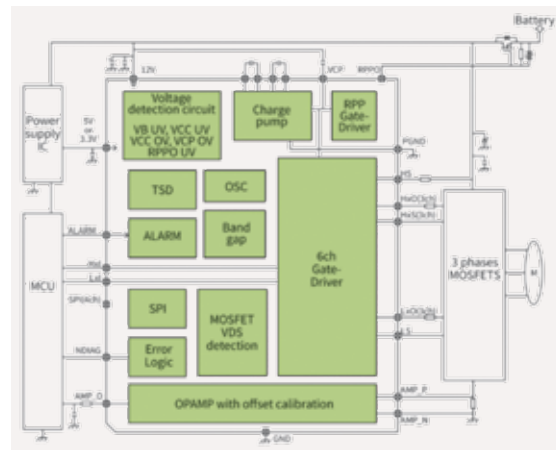 Battery
12V
VCP
RPPO
Power
supply
IC
5V
or
3.3V
Voltage
detection circuit
VB UV, VCC UV
VCC OV, VCP OV
RPPO UV
Charge
pump
RPP
Gate-
Driver
PGND
HS
TSD
OSC
ALARM
ALARM
Band
gap
6ch
Gate-
Driver
3 phases
MOSFETS
M
MCU
SPI(4ch)
SPI
MOSFET
VDS
detection
LS
NDIAG
Error
Logic
AMP_O
OPAMP with offset calibration
AMP_P
AMP_N
GND